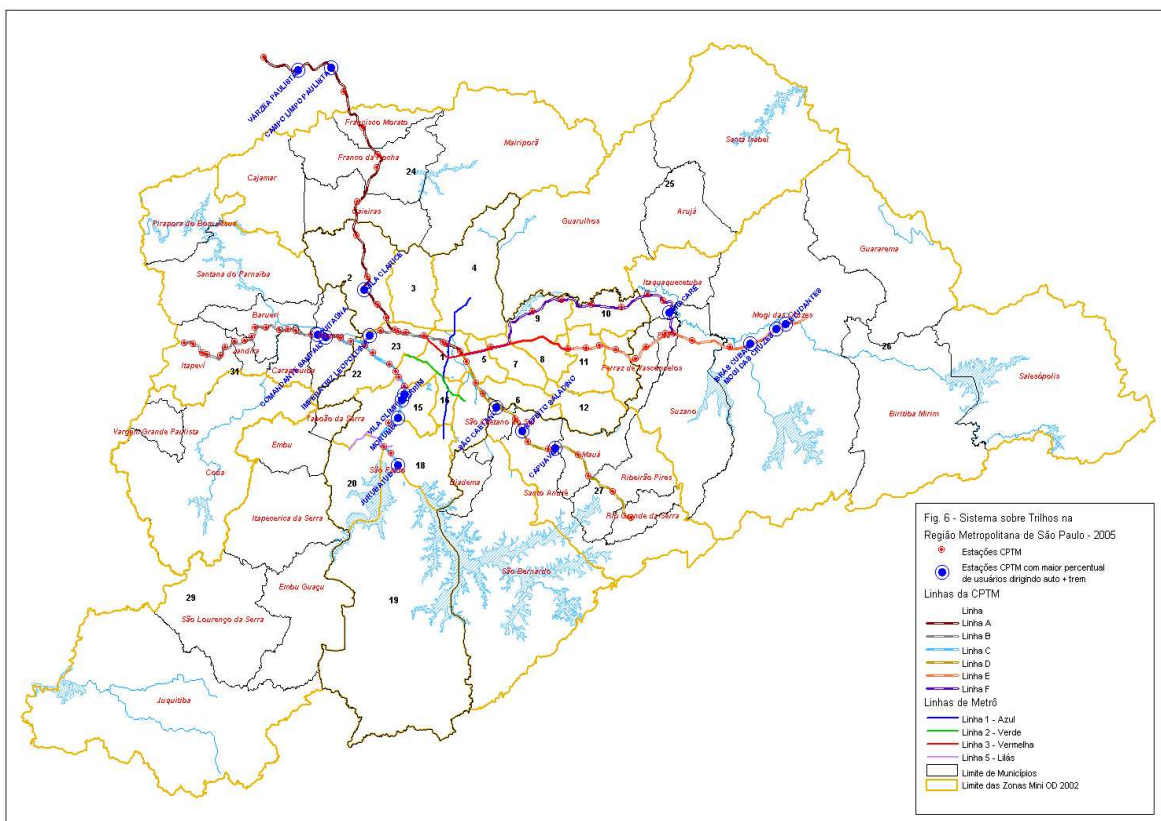 VÁRZEA PAULISTA
CAMPO LIMPO PAULISTA
Francisco Morato
Franco da Rocha
24
Mairiporã
Santa Isabel
Cajamar
25
Arujá
Caieiras
Guarulhos
Pirapora do Bom Jesus
Guararema
Santana do Parnaíba
2
VILA CLARICE
3
4
Itaquaquecetuba
Barueri
9
10
Mogi das Cruzes
ESTUDANTES
26
Salesópolis
Jandira
Itapevi
31
Carapicuíba
COMANDANTE SAMPAIO
IMPERATRIZ LEOPOLDINA
23
1
5
7
8
11
Ferraz de Vasconcelos
BRÁS CUBAS
MOGI DAS CRUZES
22
15
16
6
12
Suzano
Biritiba Mirim
Taboão da Serra
VILA OLÍMPIA
MORUMBI
SÃO CAETANO
São Caetano do Sul
PREFEITO SALADINO
Vargem Grande Paulista
Embu
Cotia
São Paulo
18
JURUBATUBA
Diadema
CAPUAVA
Mauá
Ribeirão Pires
20
Santo André
27
Rio Grande da Serra
Itapecerica da Serra
São Bernardo
Embu Guaçu
19
29
São Lourenço da Serra
Juquitiba
Fig. 6 - Sistema sobre Trilhos na
Região Metropolitana de São Paulo - 2005
Estações CPTM
Estações CPTM com maior percentual
de usuários dirigindo auto + trem
Linhas da CPTM
Linha
Linha A
Linha B
Linha C
Linha D
Linha E
Linha F
Linhas de Metrô
Linha 1 - Azul
Linha 2 - Verde
Linha 3 - Vermelha
Linha 5 - Lilás
Limite de Municípios
Limite das Zonas Mini OD 2002